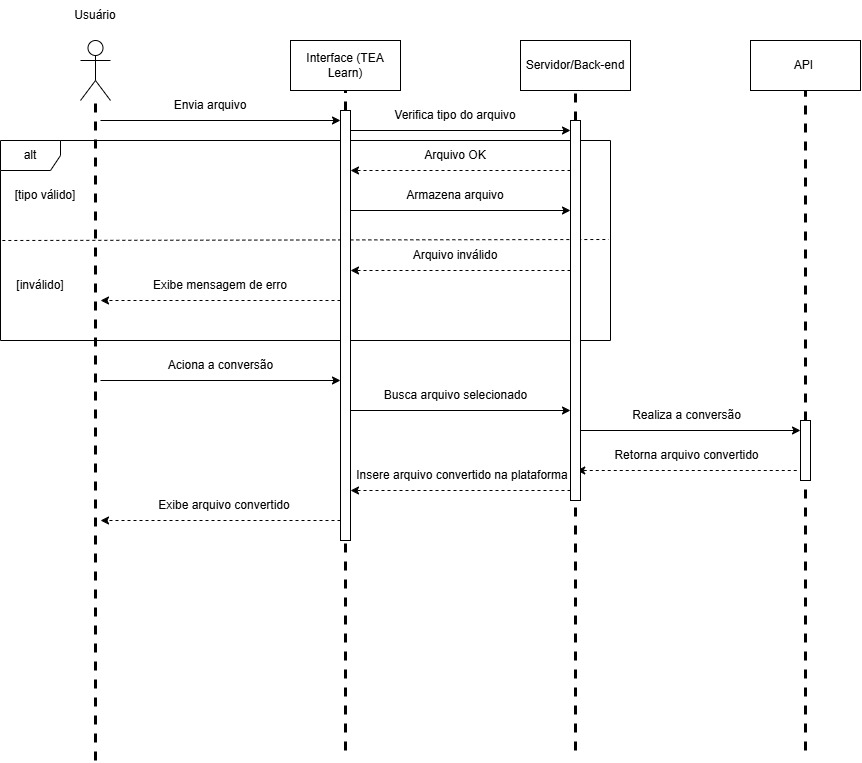 Usuário
Interface (TEA
Learn)
Servidor/Back-end
API
Envia arquivo
Verifica tipo do arquivo
alt
Arquivo OK
[tipo válido]
Armazena arquivo
Arquivo inválido
[inválido]
Exibe mensagem de erro
Aciona a conversão
Busca arquivo selecionado
Realiza a conversão
Retorna arquivo convertido
Insere arquivo convertido na plataforma
Exibe arquivo convertido